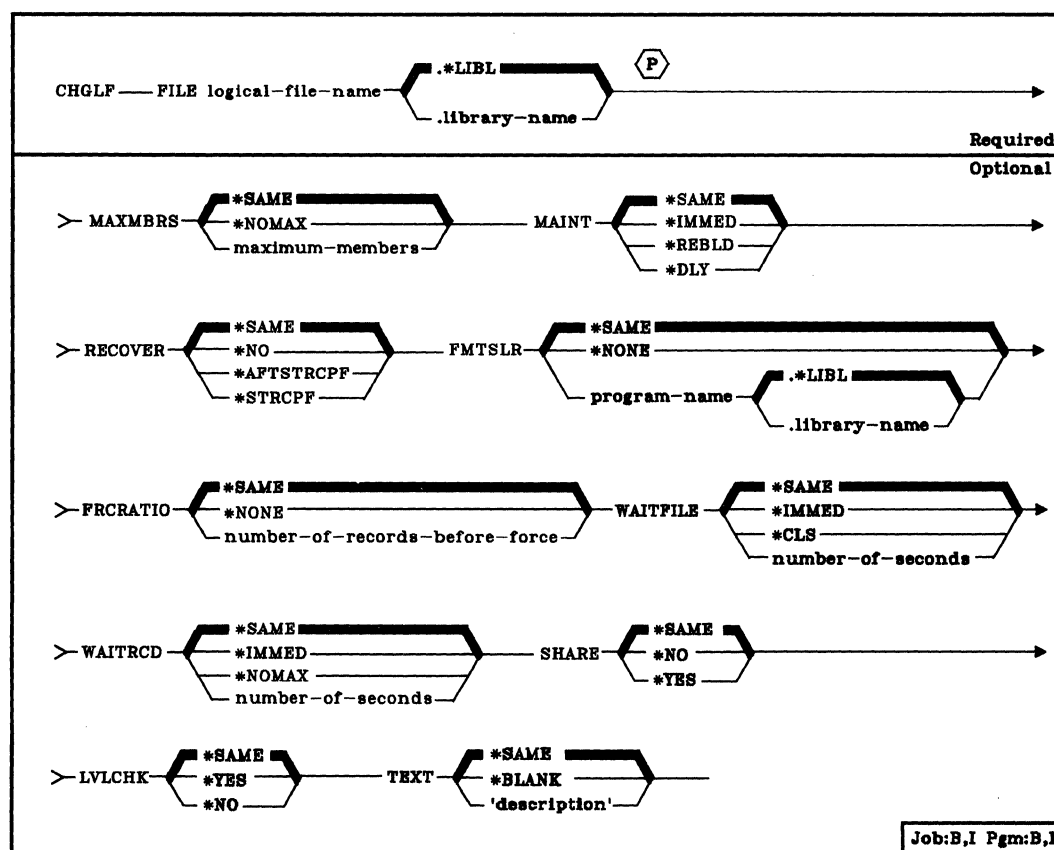 .*LIBL
P
CHGLF FILE logical-file-name
.library-name
Required
Optional
*SAME *SAME
MAXMBRS *NOMAX MAINT *IMMED
maximum-members *REBLD
*DLY
*SAME *SAME
RECOVER *NO FMTSLR *NONE
*AFTSTRCPF .*LIBL
*STRCPF program-name
.library-name
*SAME *SAME
FRCRATIO *NONE WAITFILE *IMMED
number-of-records-before-force *CLS
number-of-seconds
*SAME *SAME
WAITRCD *IMMED SHARE *NO
*NOMAX *YES
number-of-seconds
*SAME *SAME
LVLCHK *YES TEXT *BLANK
*NO 'description'
Job:B,I Pgm:B,